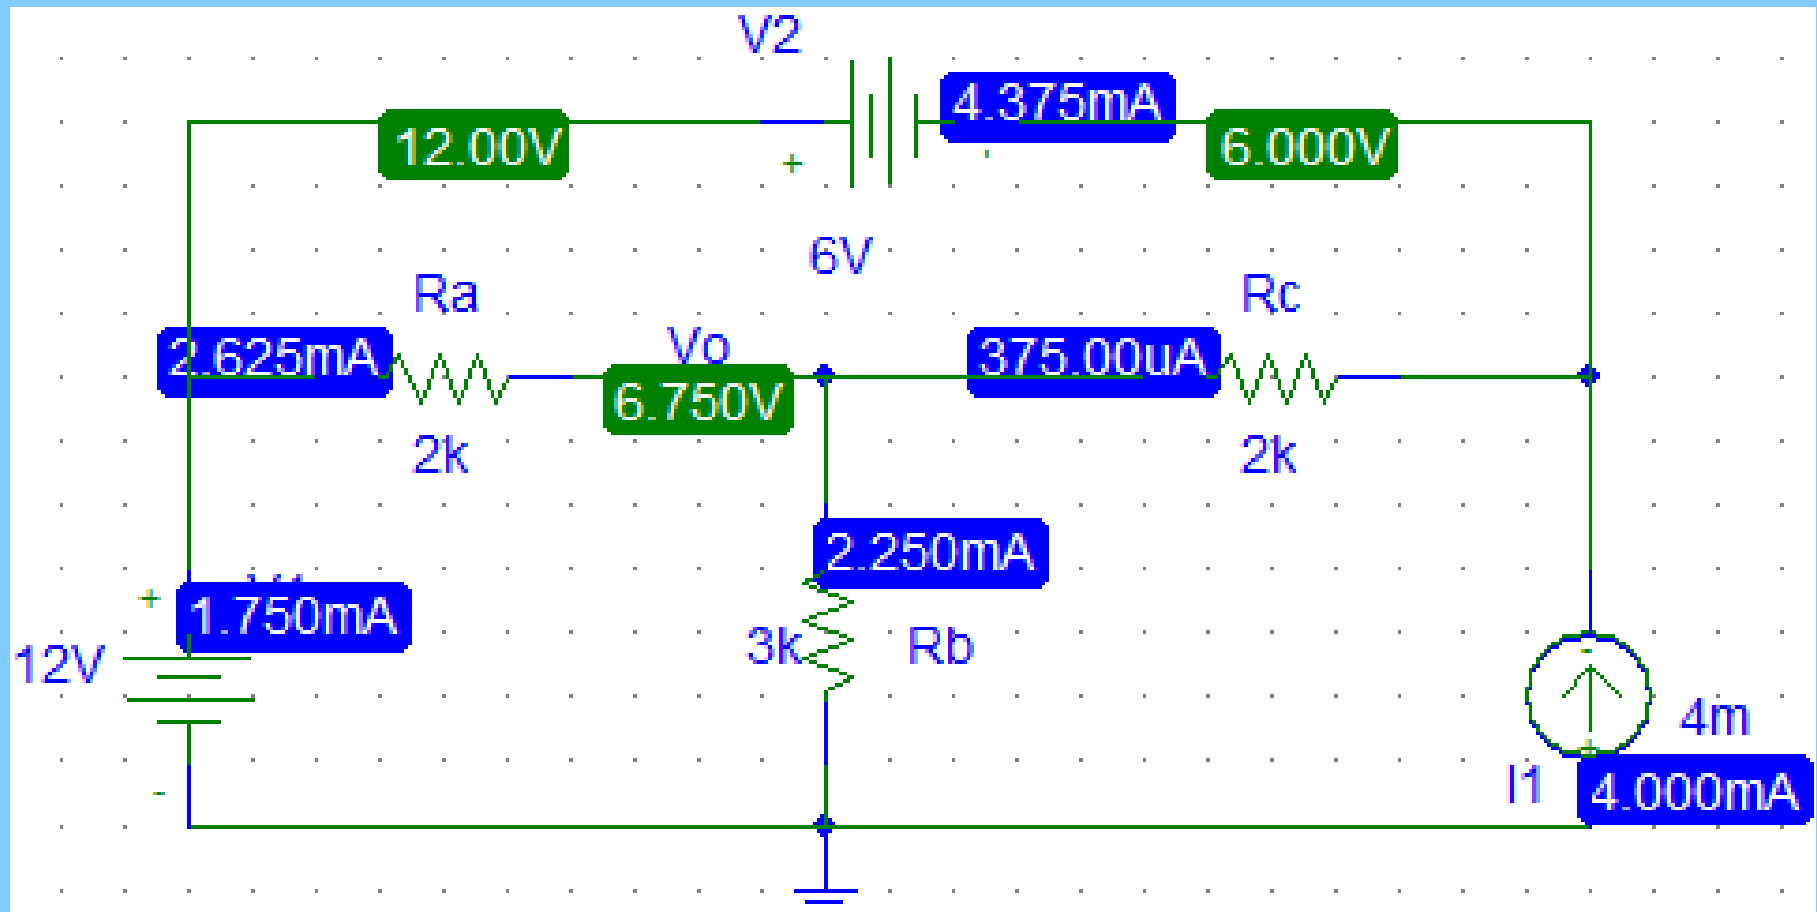 V2
4.375mA
12.00V
6.000V
+
-
6V
Ra
Rc
2.625mA
Vo
375.00uA
6.750V
2k
2k
2.250mA
+
1.750mA
3k
Rb
12V
-
4m
+
-
I1
4.000mA